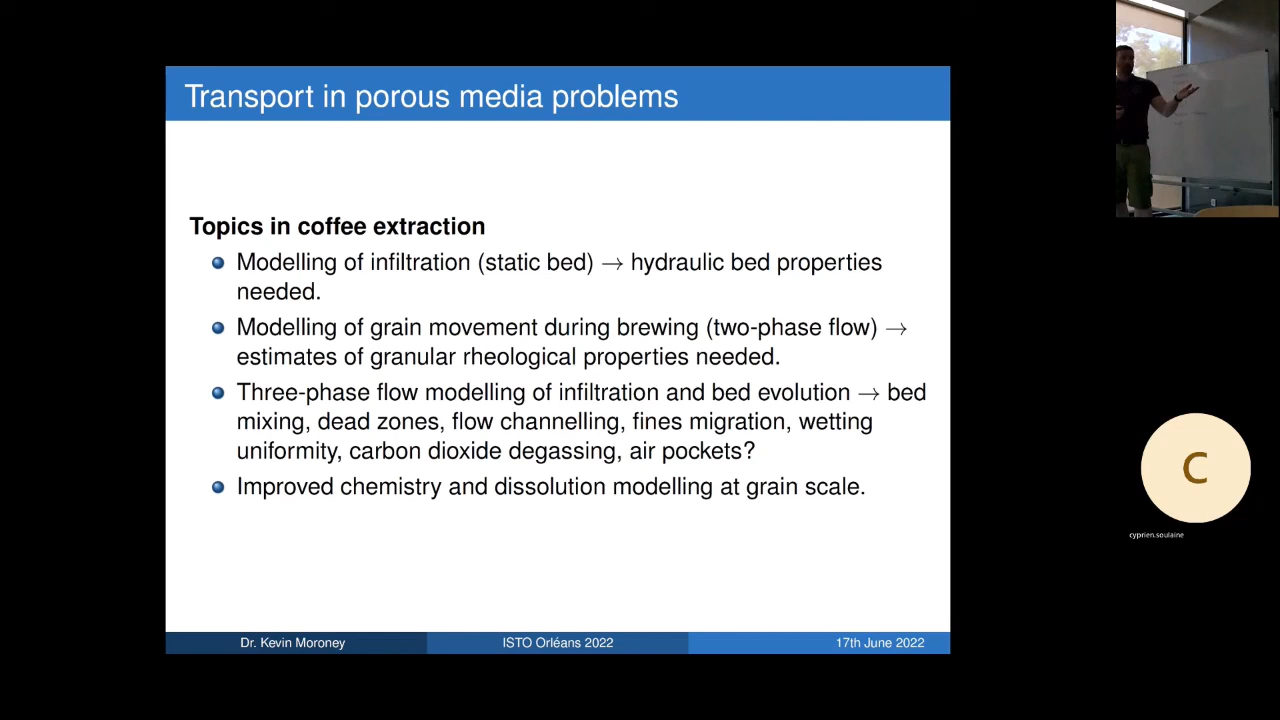 Transport in porous media problems
Topics in coffee extraction
Modelling of infiltration (static bed) → hydraulic bed properties
needed.
Modelling of grain movement during brewing (two-phase flow) →
estimates of granular rheological properties needed.
Three-phase flow modelling of infiltration and bed evolution → bed
mixing, dead zones, flow channelling, fines migration, wetting
uniformity, carbon dioxide degassing, air pockets?
Improved chemistry and dissolution modelling at grain scale.
C
cyprien.soulaine
Dr. Kevin Moroney
ISTO Orléans 2022
17th June 2022